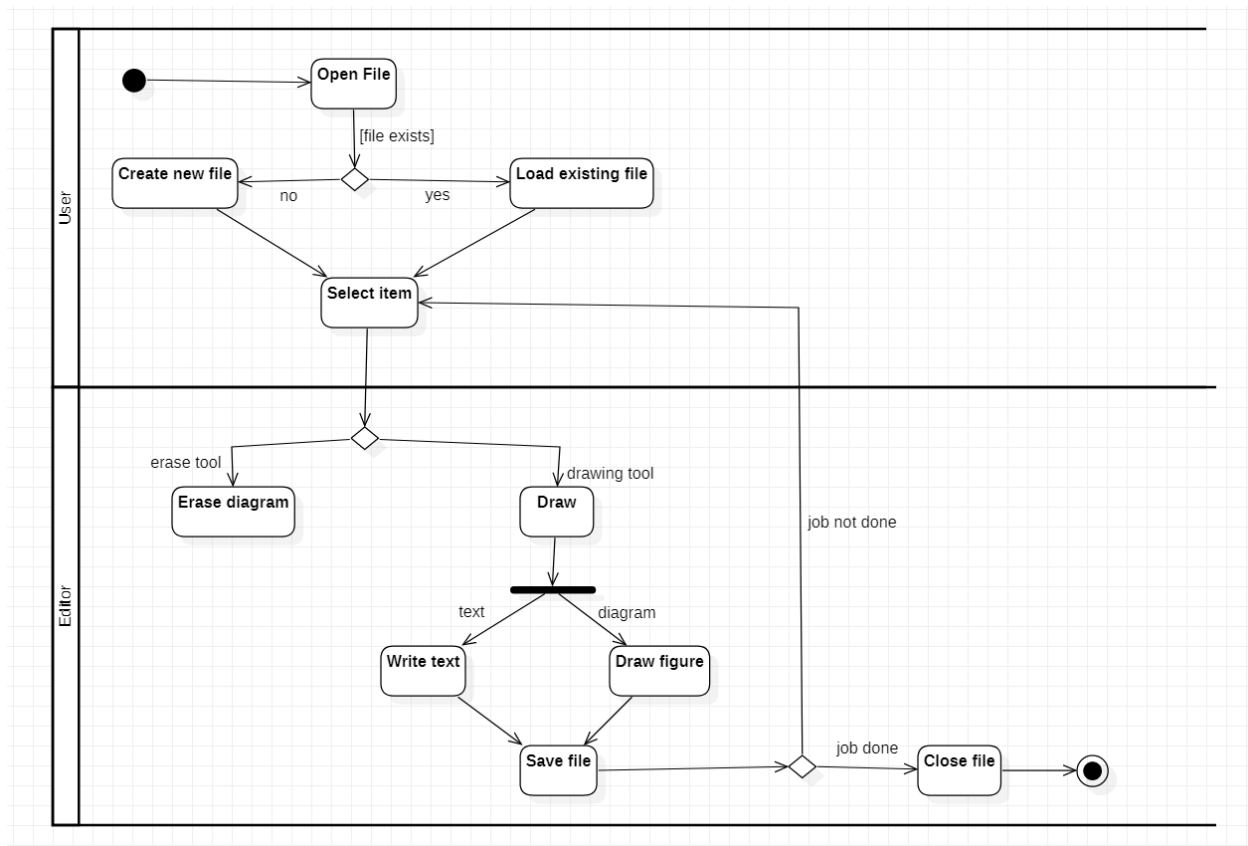 User
Open File
[file exists]
Create new file
Load existing file
no
yes
Select item
Editor
erase tool
drawing tool
Erase diagram
Draw
job not done
text
diagram
Write text
Draw figure
job done
Save file
Close file